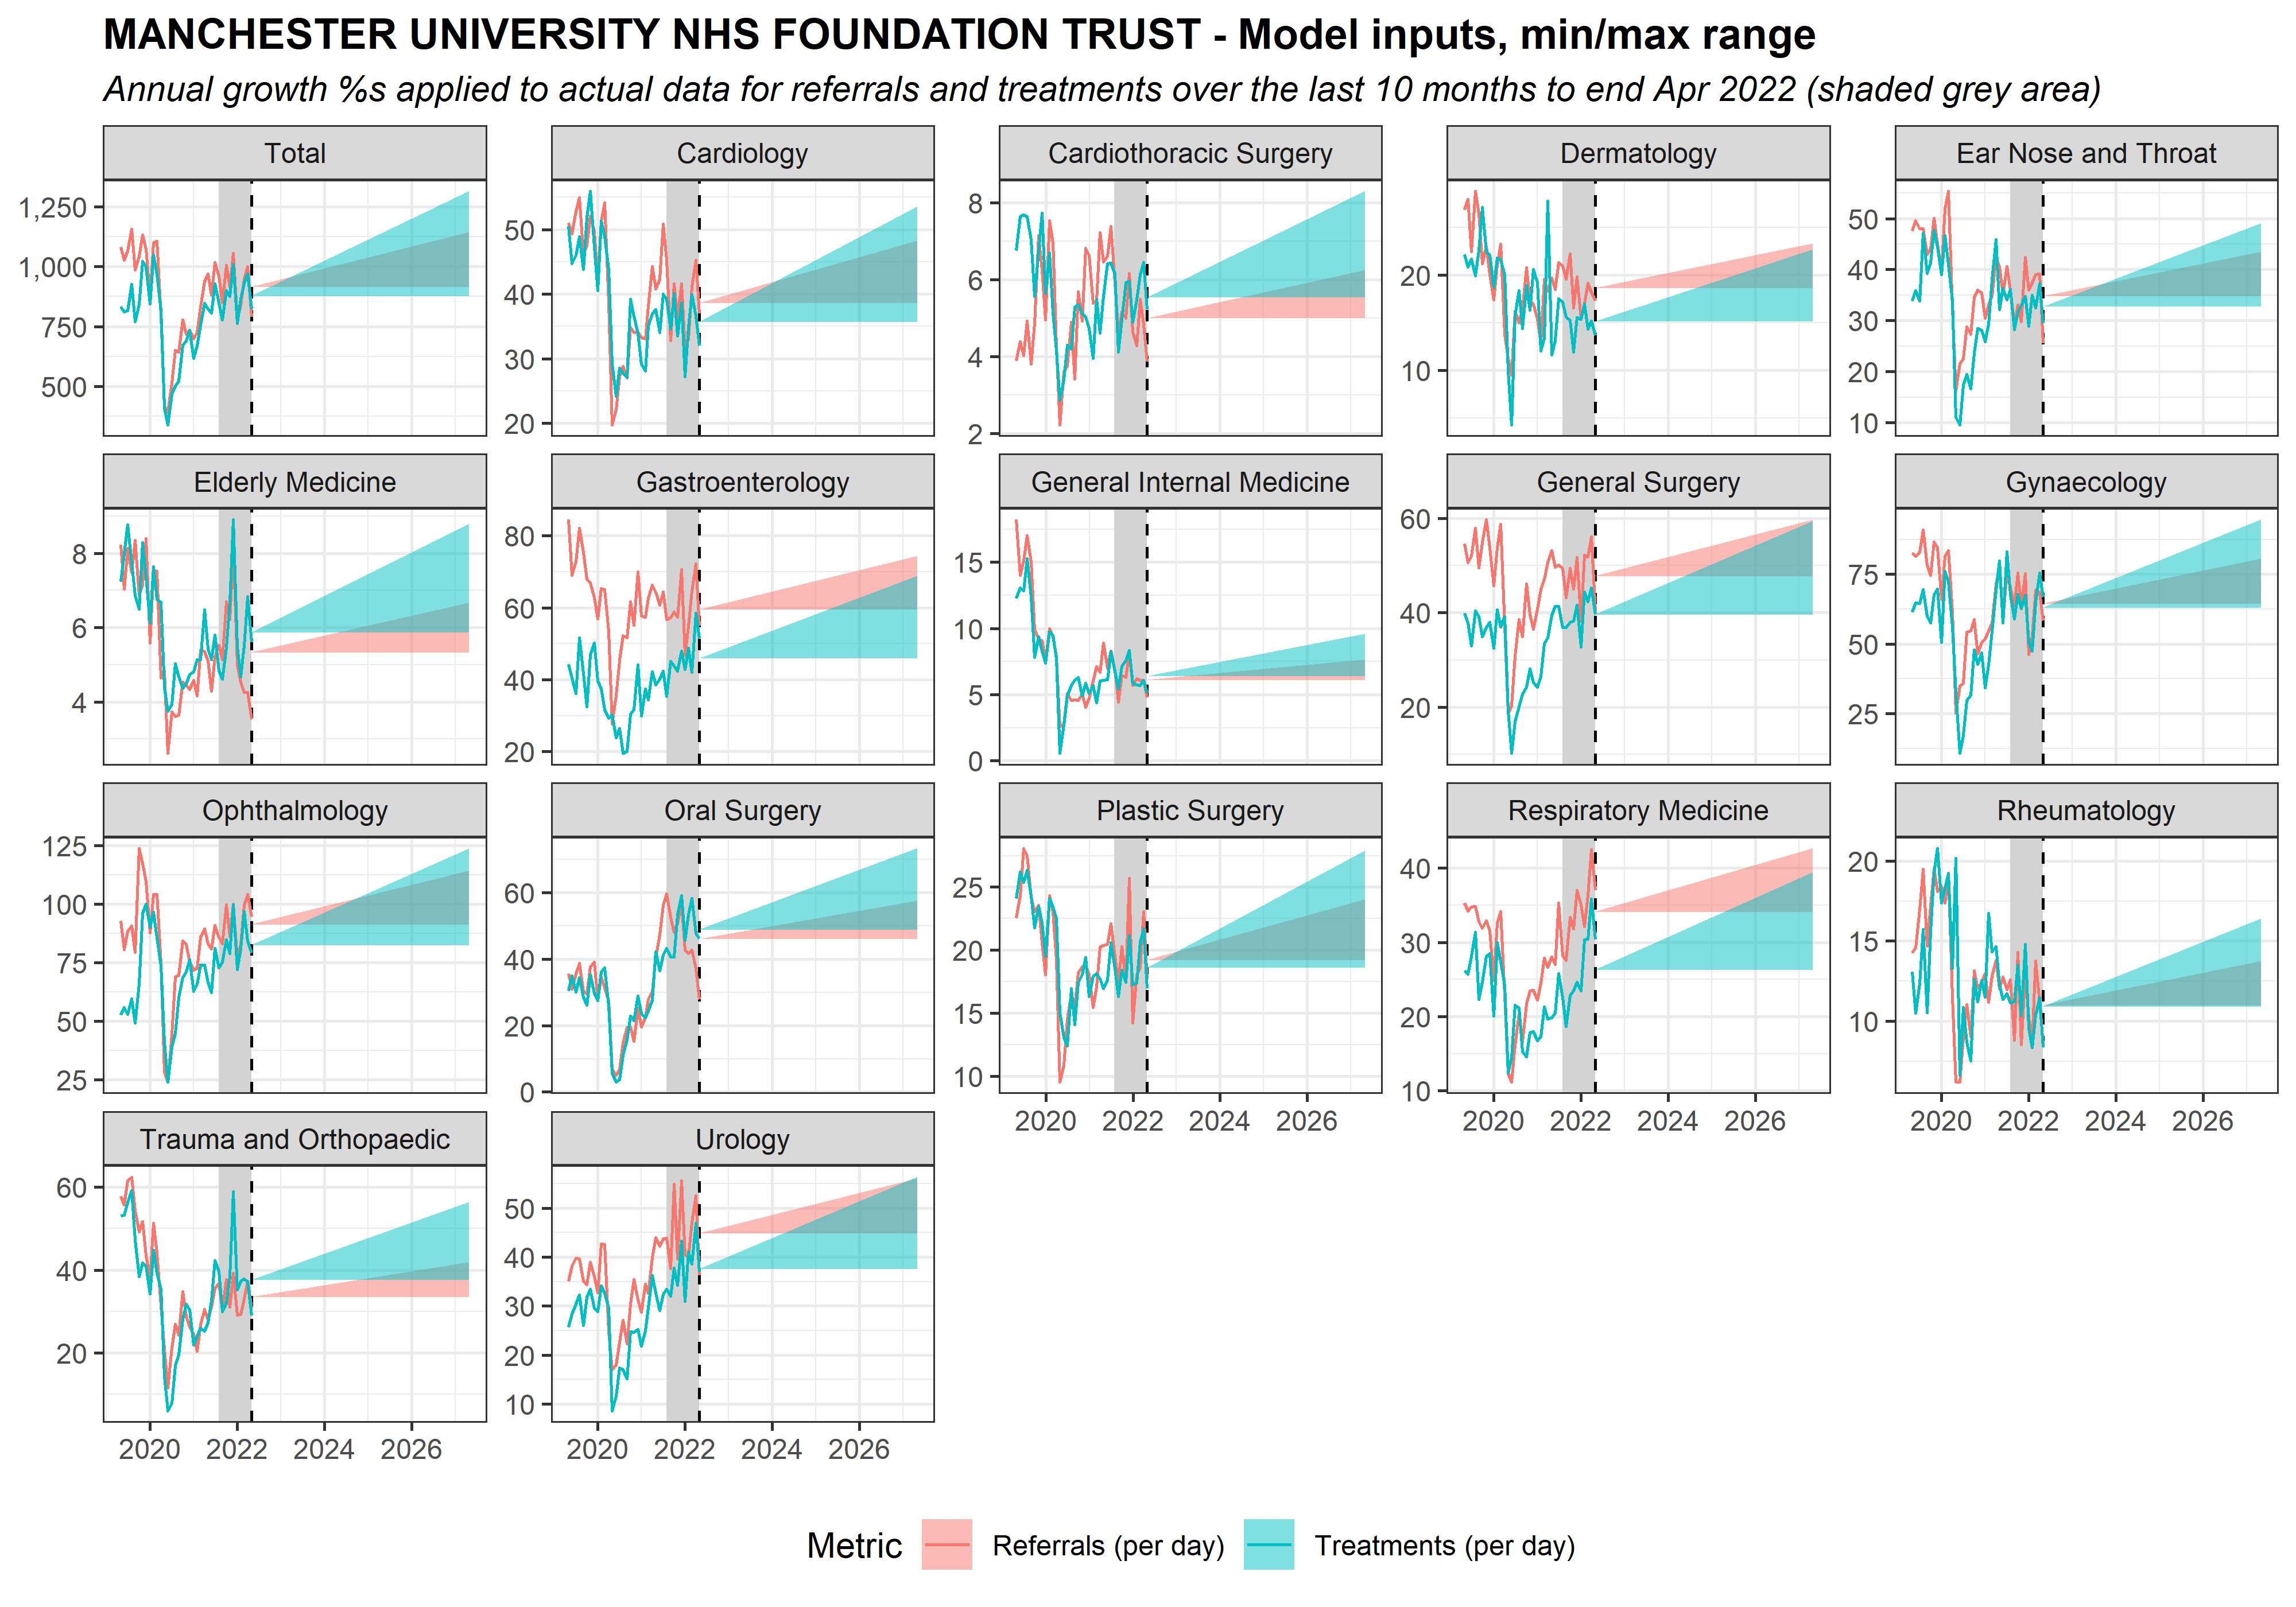 MANCHESTER UNIVERSITY NHS FOUNDATION TRUST - Model inputs, min/max range
Annual growth %s applied to actual data for referrals and treatments over the last 10 months to end Apr 2022 (shaded grey area)
Total
Cardiology
Cardiothoracic Surgery
Dermatology
Ear Nose and Throat
1,250
1,000
750
500
50
40
30
20
8
6
4
2
20
10
50
40
30
20
10
Elderly Medicine
Gastroenterology
General Internal Medicine
General Surgery
Gynaecology
8
6
4
80
60
40
20
15
10
5
0
60
40
20
75
50
25
Ophthalmology
Oral Surgery
Plastic Surgery
Respiratory Medicine
Rheumatology
125
100
75
50
25
60
40
20
0
25
20
15
10
40
30
20
10
20
15
10
2020 2022 2024 2026
2020 2022 2024 2026
2020 2022 2024 2026
Trauma and Orthopaedic
Urology
60
40
20
50
40
30
20
10
2020 2022 2024 2026
2020 2022 2024 2026
Metric Referrals (per day) Treatments (per day)